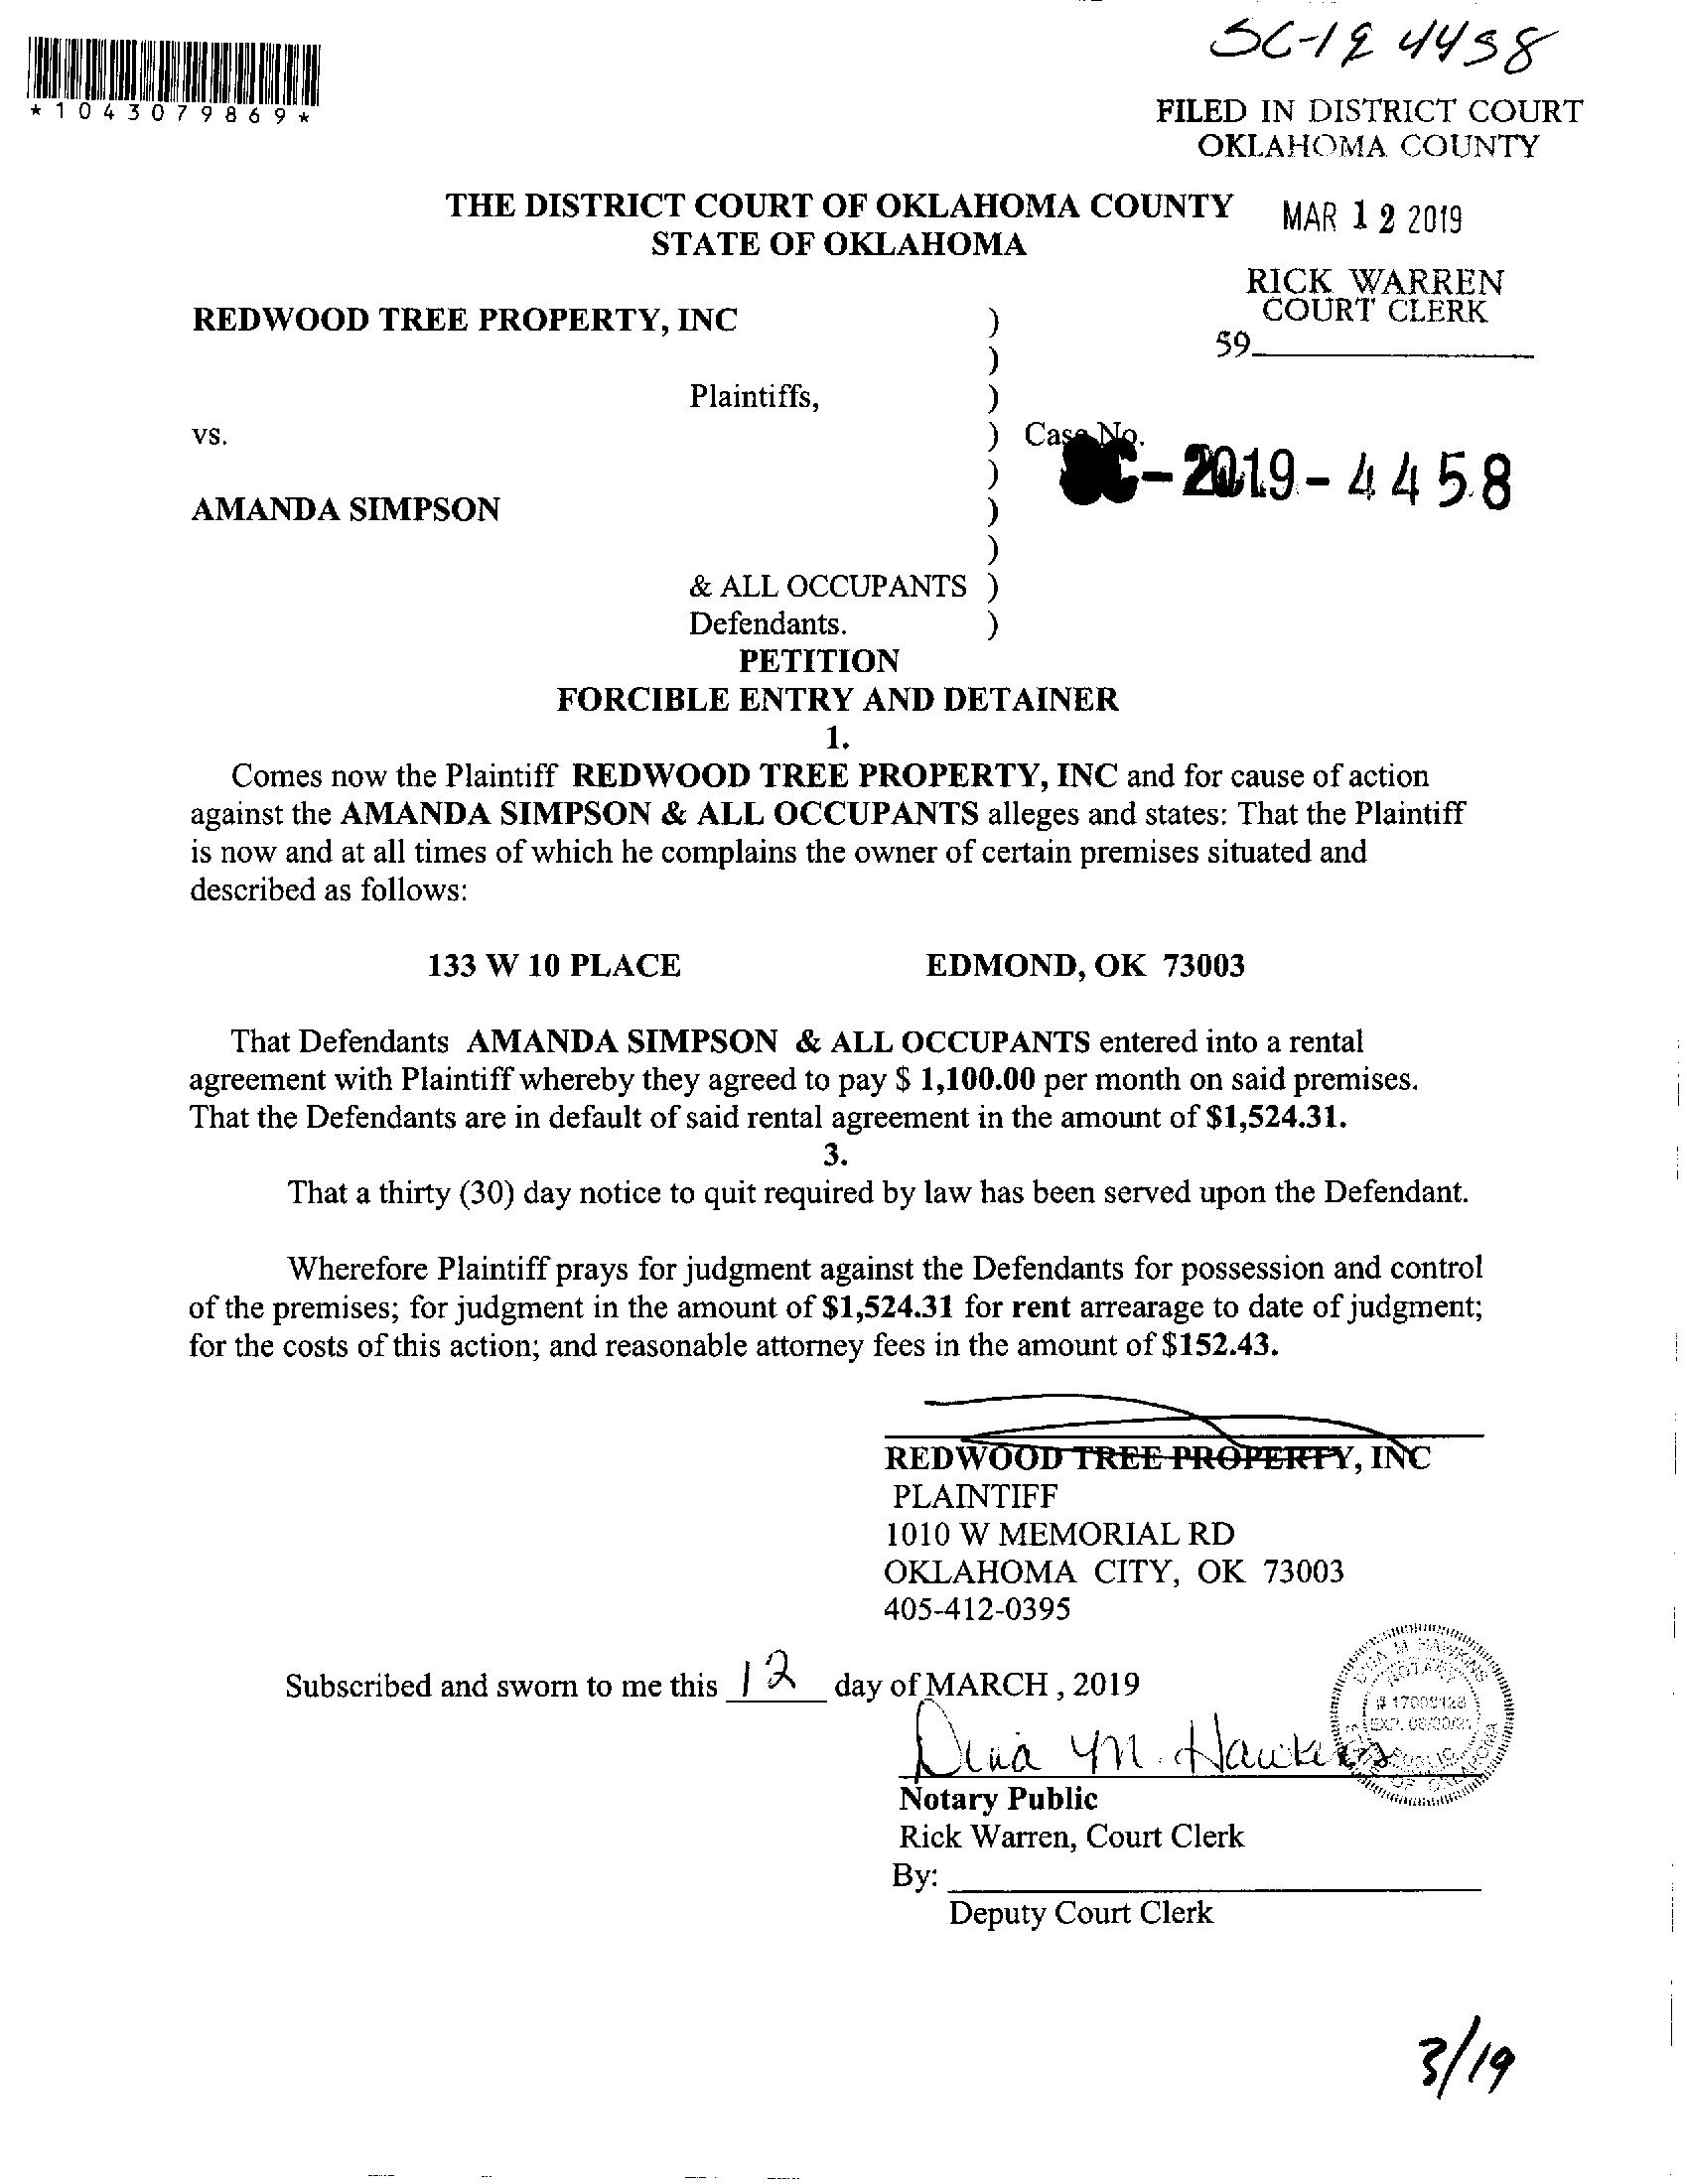 SC-19 4458
*1043079869*
FILED IN DISTRICT COURT
OKLAHOMA COUNTY
THE DISTRICT COURT OF OKLAHOMA COUNTY
STATE OF OKLAHOMA
MAR 12 2019
RICK WARREN
COURT CLERK
59
REDWOOD TREE PROPERTY, INC )
)
Plaintiffs, )
vs. ) Case No.
) SC-2019-4458
AMANDA SIMPSON )
)
& ALL OCCUPANTS )
Defendants. )
PETITION
FORCIBLE ENTRY AND DETAINER
1.
Comes now the Plaintiff REDWOOD TREE PROPERTY, INC and for cause of action
against the AMANDA SIMPSON & ALL OCCUPANTS alleges and states: That the Plaintiff
is now and at all times of which he complains the owner of certain premises situated and
described as follows:
133 W 10 PLACE EDMOND, OK 73003
That Defendants AMANDA SIMPSON & ALL OCCUPANTS entered into a rental
agreement with Plaintiff whereby they agreed to pay $ 1,100.00 per month on said premises.
That the Defendants are in default of said rental agreement in the amount of $1,524.31.
3.
That a thirty (30) day notice to quit required by law has been served upon the Defendant.
Wherefore Plaintiff prays for judgment against the Defendants for possession and control
of the premises; for judgment in the amount of $1,524.31 for rent arrearage to date of judgment;
for the costs of this action; and reasonable attorney fees in the amount of $152.43.
REDWOOD TREE PROPERTY, INC
PLAINTIFF
1010 W MEMORIAL RD
OKLAHOMA CITY, OK 73003
405-412-0395
Subscribed and sworn to me this 12 day of MARCH , 2019
M. Hawkins
Notary Public
Rick Warren, Court Clerk
By:
Deputy Court Clerk
M HAWKINS
NOTARY
PUBLIC
OF OKLAHOMA
3/19